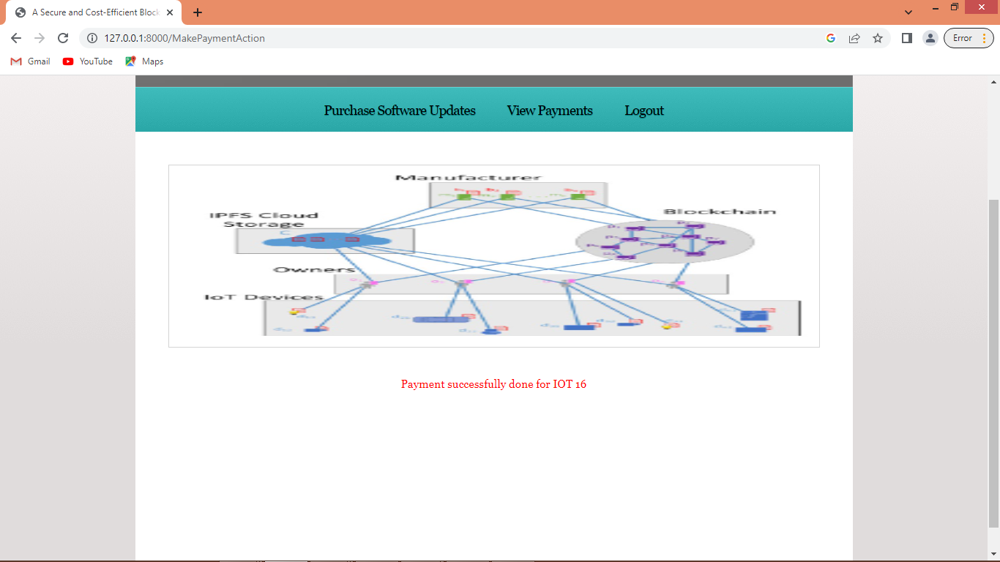 A Secure and Cost-Efficient Block
127.0.0.1:8000/MakePaymentAction
Error
Gmail
YouTube
Maps
Purchase Software Updates
View Payments
Logout
Manufacturer
IPFS Cloud
Storage
Blockchain
C
Owners
IoT Devices
Payment successfully done for IOT 16